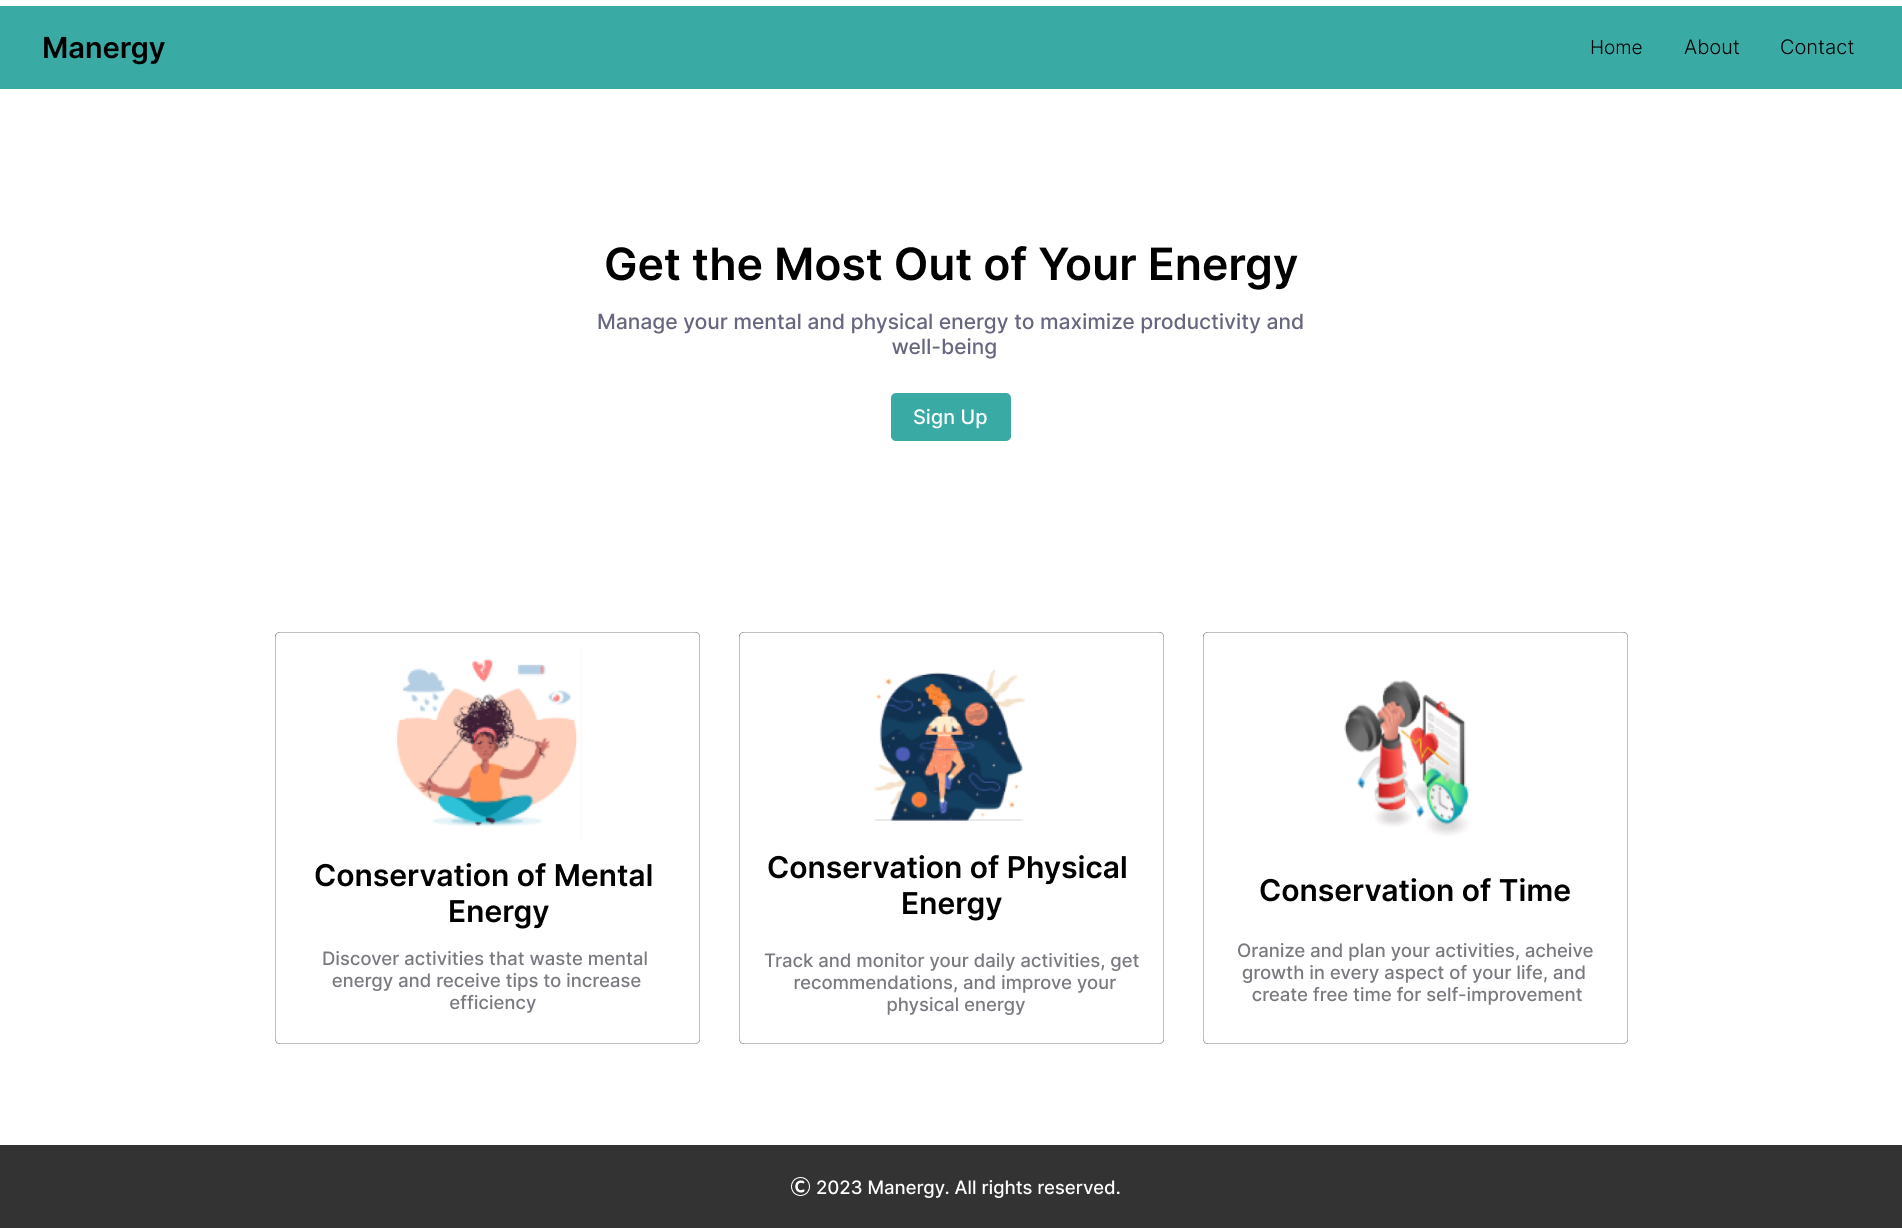 Manergy
Home
About
Contact
Get the Most Out of Your Energy
Manage your mental and physical energy to maximize productivity and
well-being
Sign Up
Conservation of Mental
Energy
Discover activities that waste mental
energy and receive tips to increase
efficiency
Conservation of Physical
Energy
Track and monitor your daily activities, get
recommendations, and improve your
physical energy
Conservation of Time
Oranize and plan your activities, acheive
growth in every aspect of your life, and
create free time for self-improvement
© 2023 Manergy. All rights reserved.